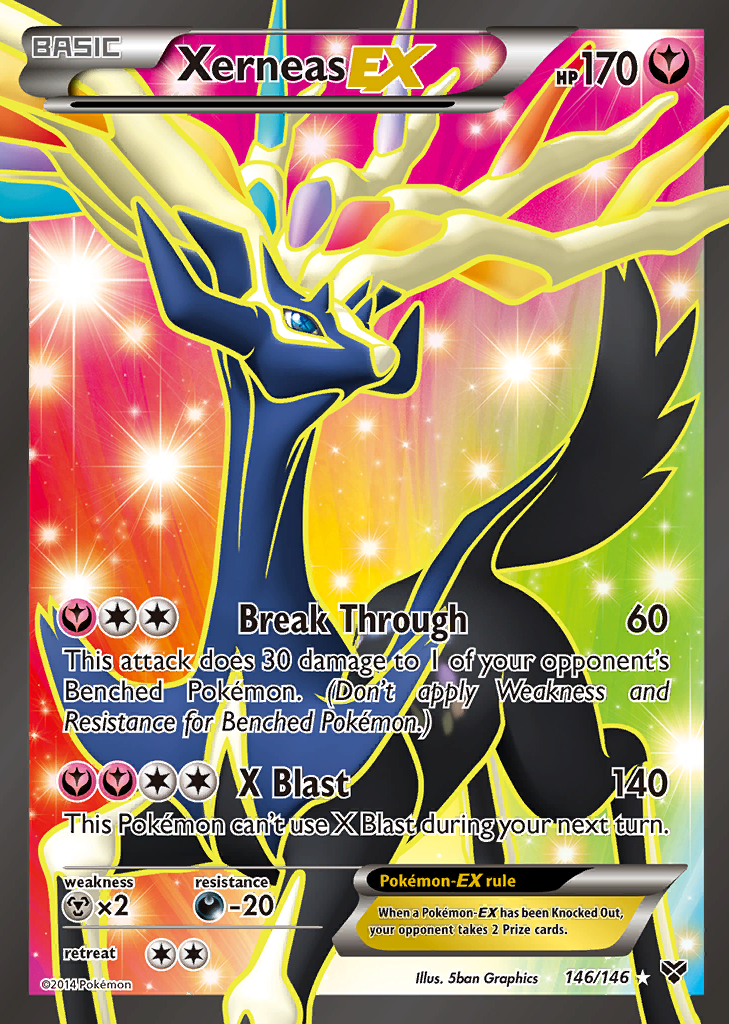 BASIC
Xerneas EX
HP 170
Break Through 60
This attack does 30 damage to 1 of your opponent's
Benched Pokémon. (Don't apply Weakness and
Resistance for Benched Pokémon.)
X Blast 140
This Pokémon can't use X Blast during your next turn.
weakness
×2
resistance
-20
retreat
Pokémon-EX rule
When a Pokémon-EX has been Knocked Out,
your opponent takes 2 Prize cards.
©2014 Pokémon
Illus. 5ban Graphics
146/146